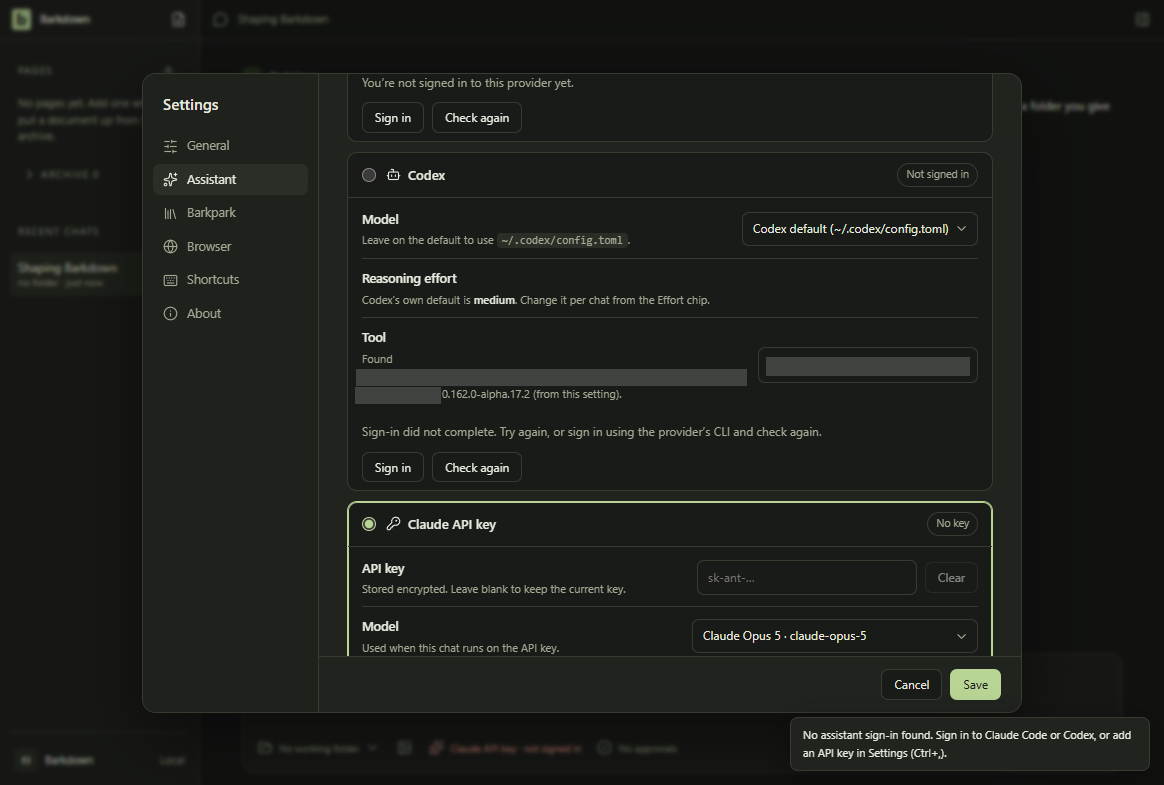 Barkdown
Shaping Barkdown
PAGES
No pages yet. Add one
put a document up from
archive.
ARCHIVE 0
RECENT CHATS
Shaping Barkdown
no folder · just now
a folder you give
Settings
General
Assistant
Barkpark
Browser
Shortcuts
About
You're not signed in to this provider yet.
Sign in
Check again
Codex
Not signed in
Model
Leave on the default to use ~/.codex/config.toml.
Codex default (~/.codex/config.toml)
Reasoning effort
Codex's own default is medium. Change it per chat from the Effort chip.
Tool
Found
0.162.0-alpha.17.2 (from this setting).
Sign-in did not complete. Try again, or sign in using the provider's CLI and check again.
Sign in
Check again
Claude API key
No key
API key
Stored encrypted. Leave blank to keep the current key.
sk-ant-...
Clear
Model
Used when this chat runs on the API key.
Claude Opus 5 · claude-opus-5
Cancel
Save
No working folder
Claude API key · not signed in
No approvals
Barkdown
Local
No assistant sign-in found. Sign in to Claude Code or Codex, or add
an API key in Settings (Ctrl+,).